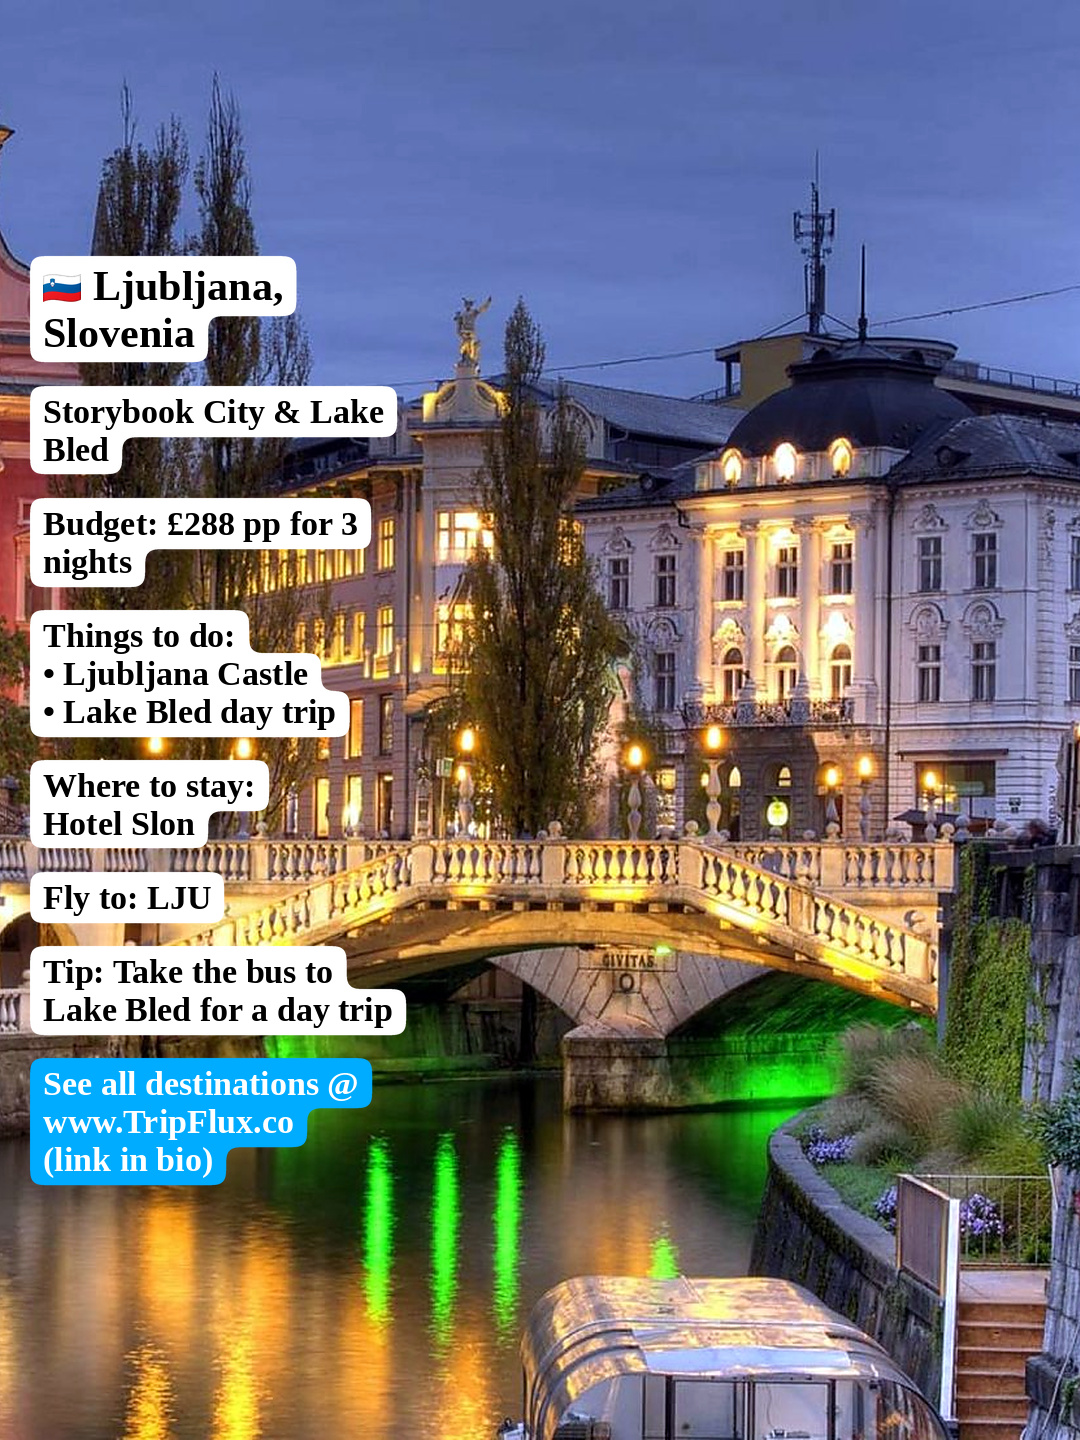 🇸🇮 Ljubljana,
Slovenia
Storybook City & Lake
Bled
Budget: £288 pp for 3
nights
Things to do:
• Ljubljana Castle
• Lake Bled day trip
Where to stay:
Hotel Slon
Fly to: LJU
Tip: Take the bus to
Lake Bled for a day trip
See all destinations @
www.TripFlux.co
(link in bio)
CIVITAS